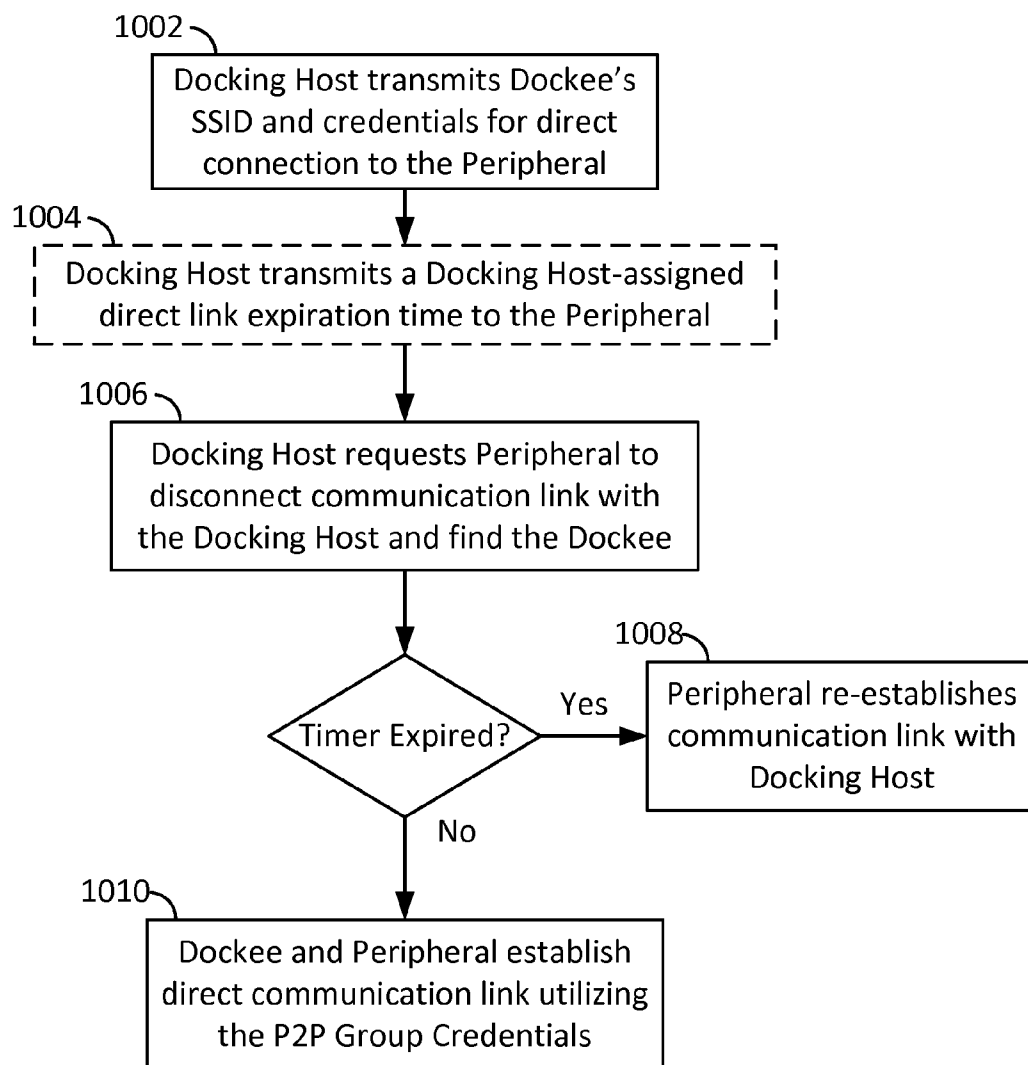 1002
Docking Host transmits Dockee's
SSID and credentials for direct
connection to the Peripheral
1004
Docking Host transmits a Docking Host-assigned
direct link expiration time to the Peripheral
1006
Docking Host requests Peripheral to
disconnect communication link with
the Docking Host and find the Dockee
Timer Expired?
Yes
1008
Peripheral re-establishes
communication link with
Docking Host
No
1010
Dockee and Peripheral establish
direct communication link utilizing
the P2P Group Credentials